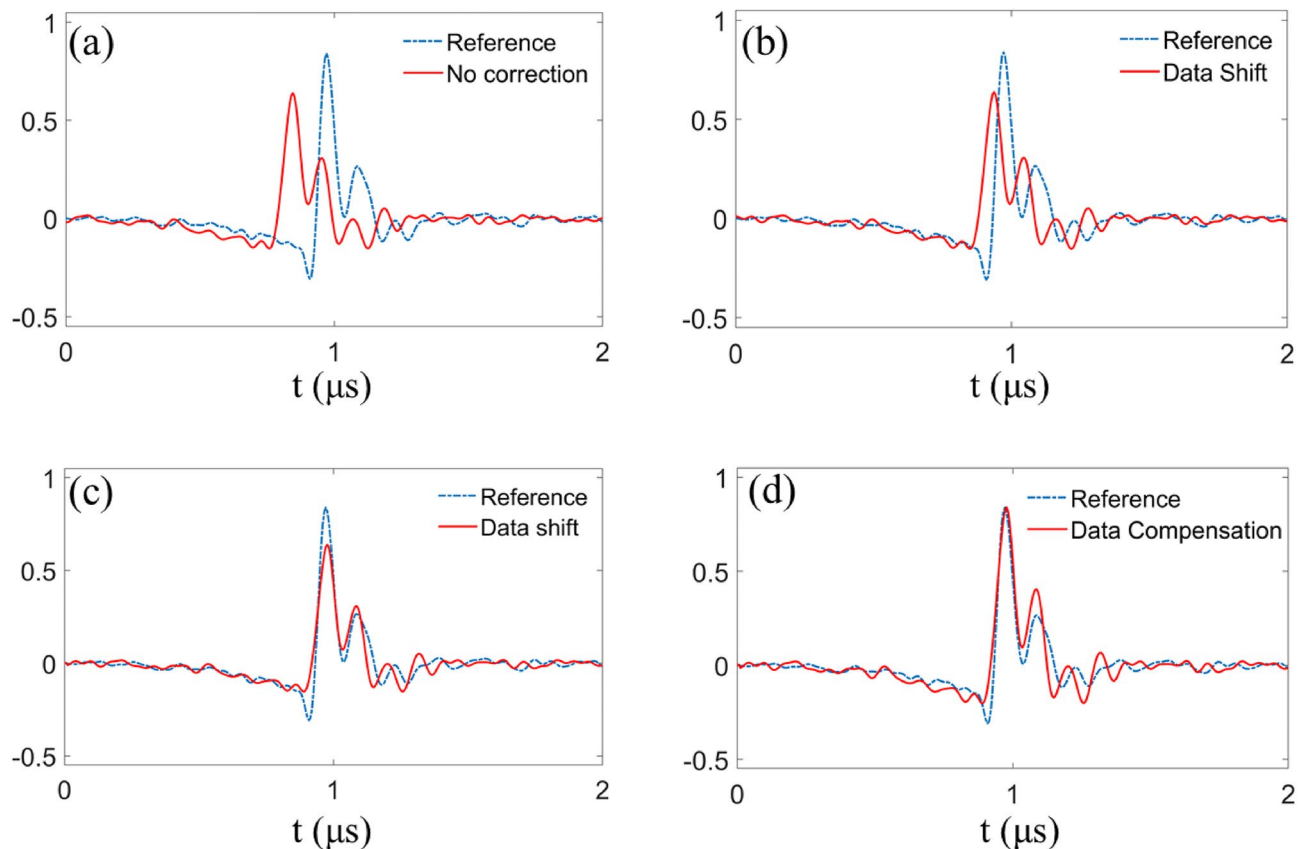 (a)
1
0.5
0
-0.5
Reference
No correction
0
1
2
t (μs)
(b)
1
0.5
0
-0.5
Reference
Data Shift
0
1
2
t (μs)
(c)
1
0.5
0
-0.5
Reference
Data shift
0
1
2
t (μs)
(d)
1
0.5
0
-0.5
Reference
Data Compensation
0
1
2
t (μs)